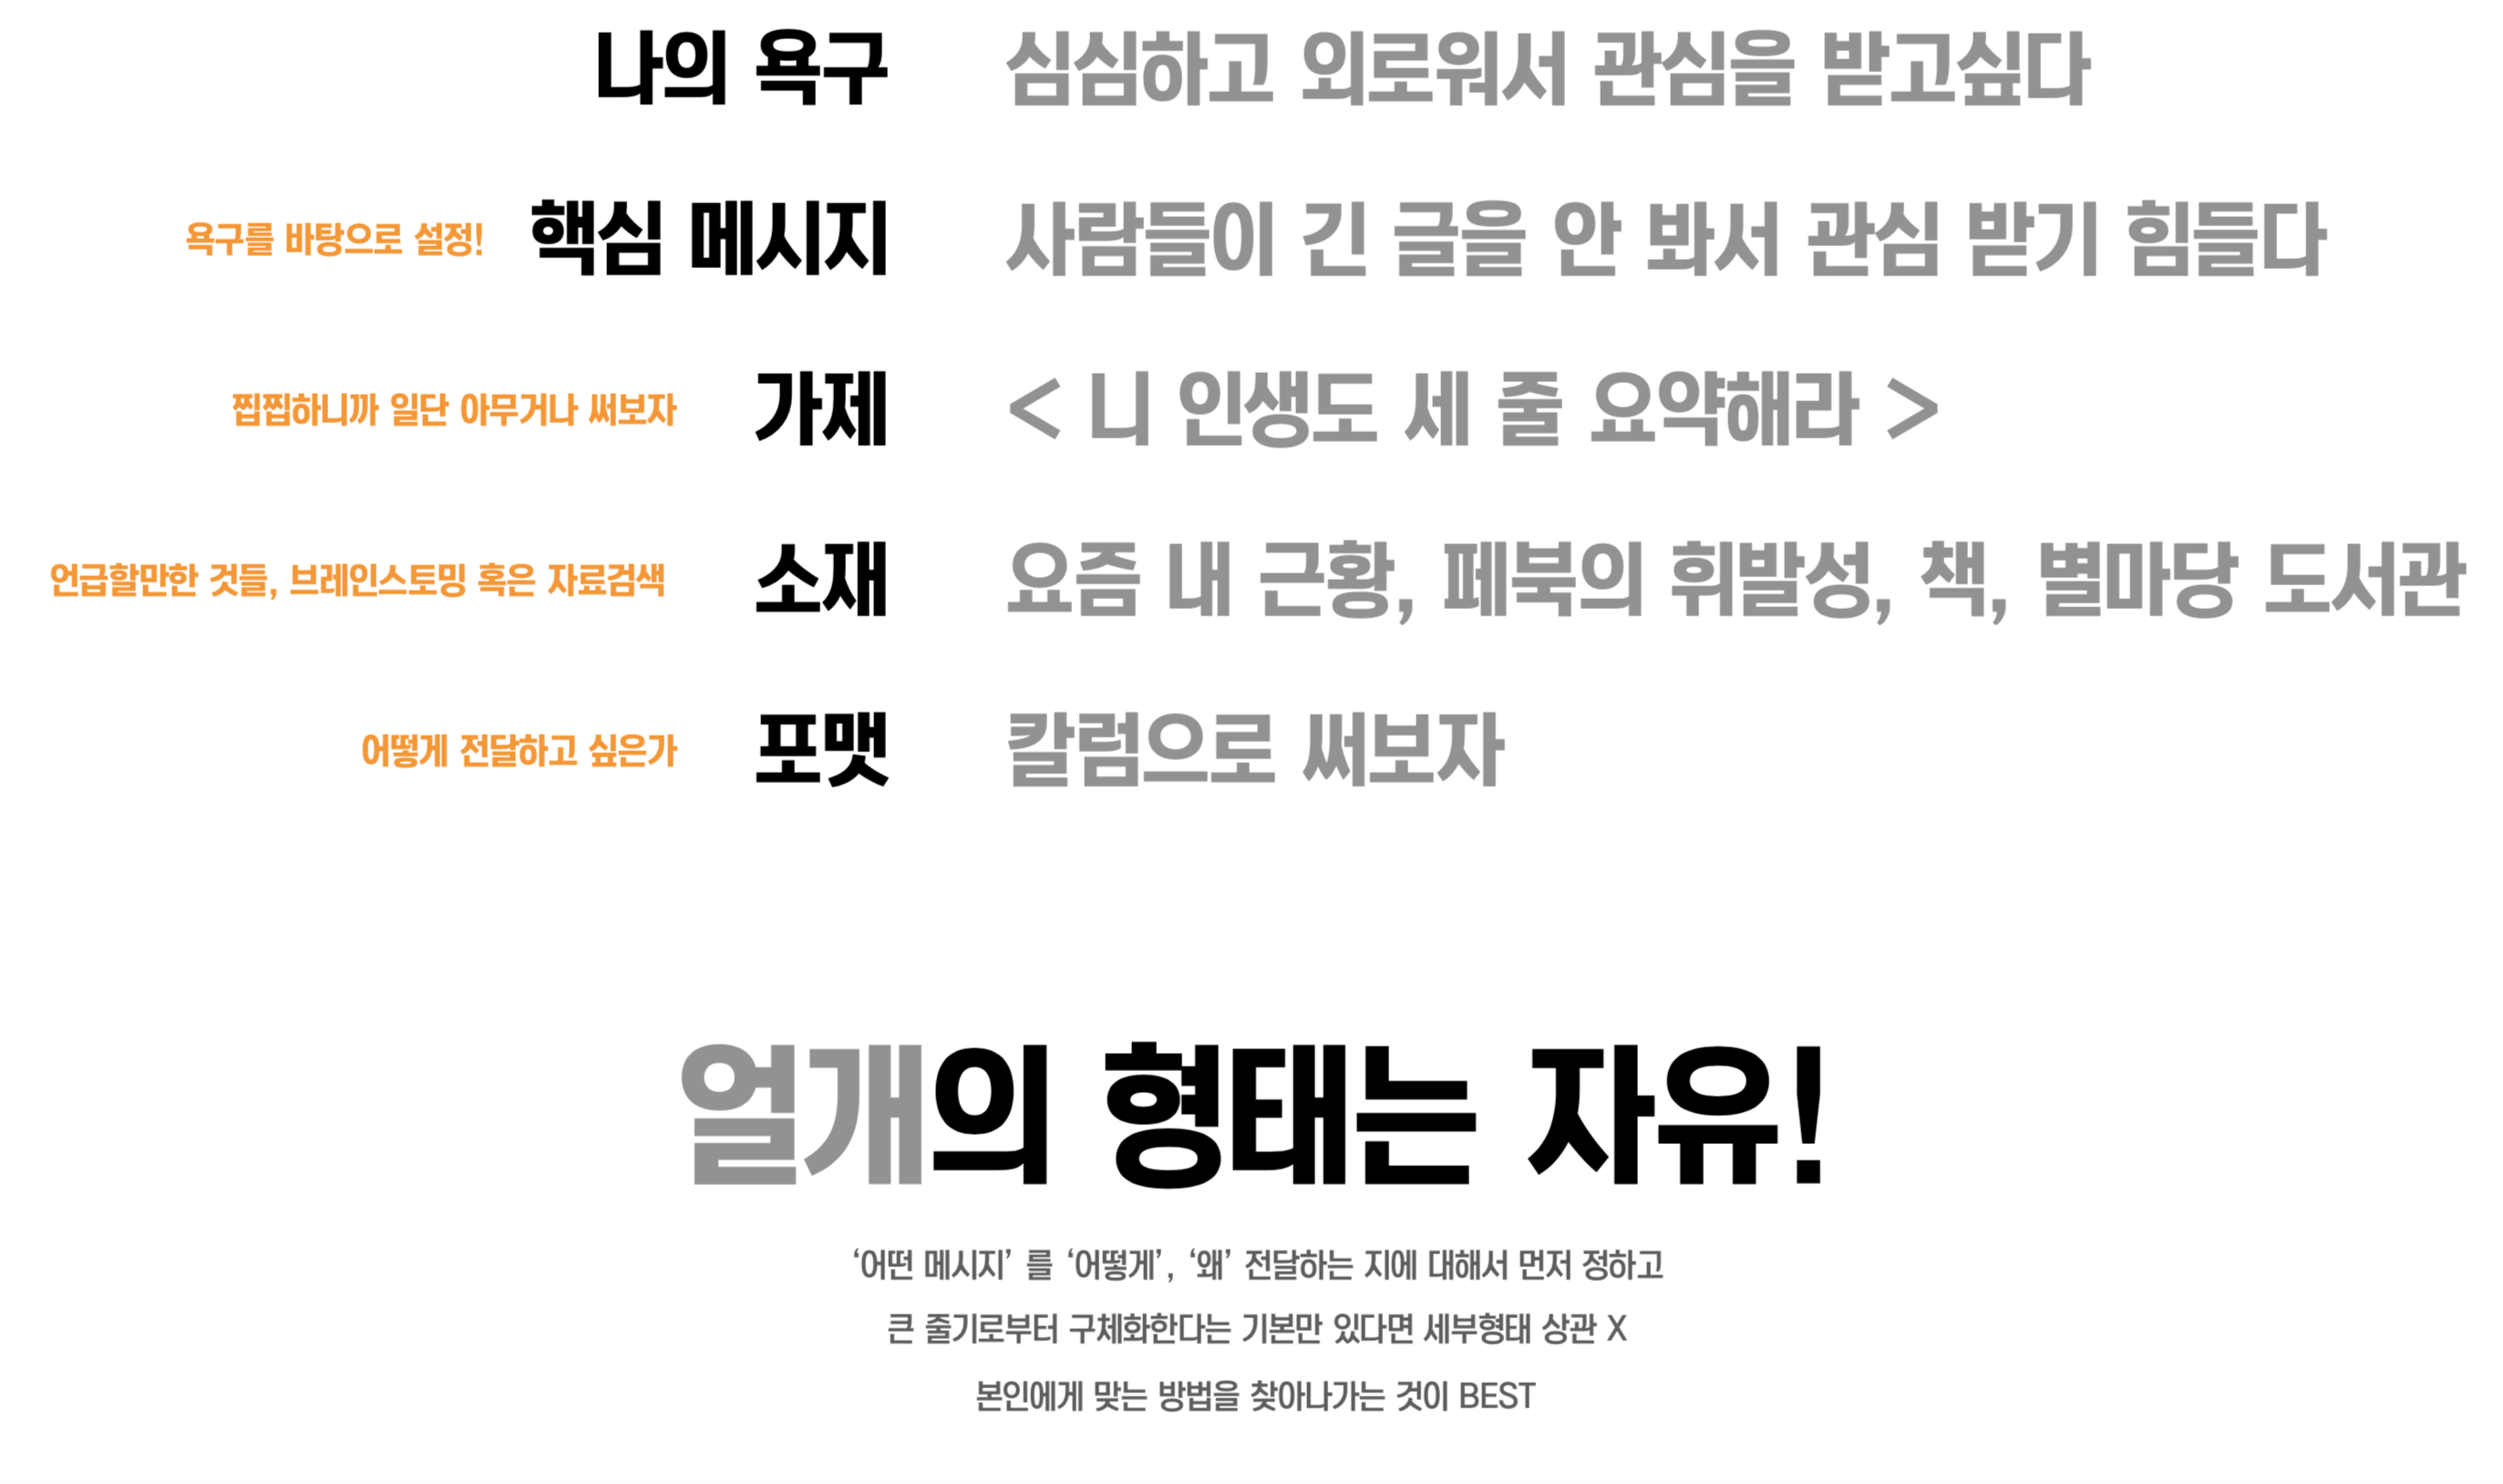 나의 욕구 심심하고 외로워서 관심을 받고싶다
욕구를 바탕으로 설정! 핵심 메시지 사람들이 긴 글을 안 봐서 관심 받기 힘들다
찝찝하니까 일단 아무거나 써보자 가제 < 니 인생도 세 줄 요약해라 >
언급할만한 것들, 브레인스토밍 혹은 자료검색 소재 요즘 내 근황, 페북의 휘발성, 책, 별마당 도서관
어떻게 전달하고 싶은가 포맷 칼럼으로 써보자
얼개의 형태는 자유!
‘어떤 메시지’ 를 ‘어떻게’, ‘왜’ 전달하는 지에 대해서 먼저 정하고
큰 줄기로부터 구체화한다는 기본만 있다면 세부형태 상관 X
본인에게 맞는 방법을 찾아나가는 것이 BEST